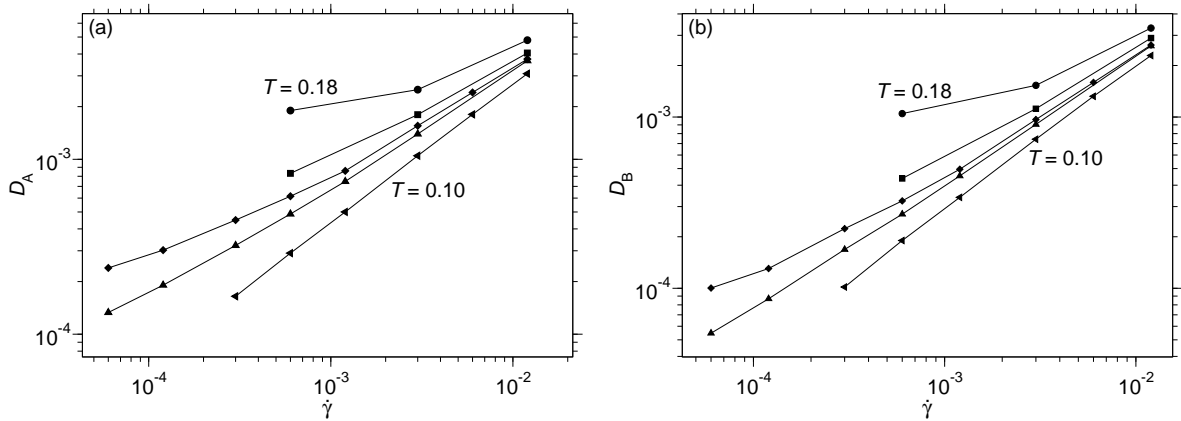 (a)
T = 0.18
T = 0.10
D_A
10⁻³
10⁻⁴
10⁻⁴
10⁻³
10⁻²
γ̇
(b)
T = 0.18
T = 0.10
D_B
10⁻³
10⁻⁴
10⁻⁴
10⁻³
10⁻²
γ̇